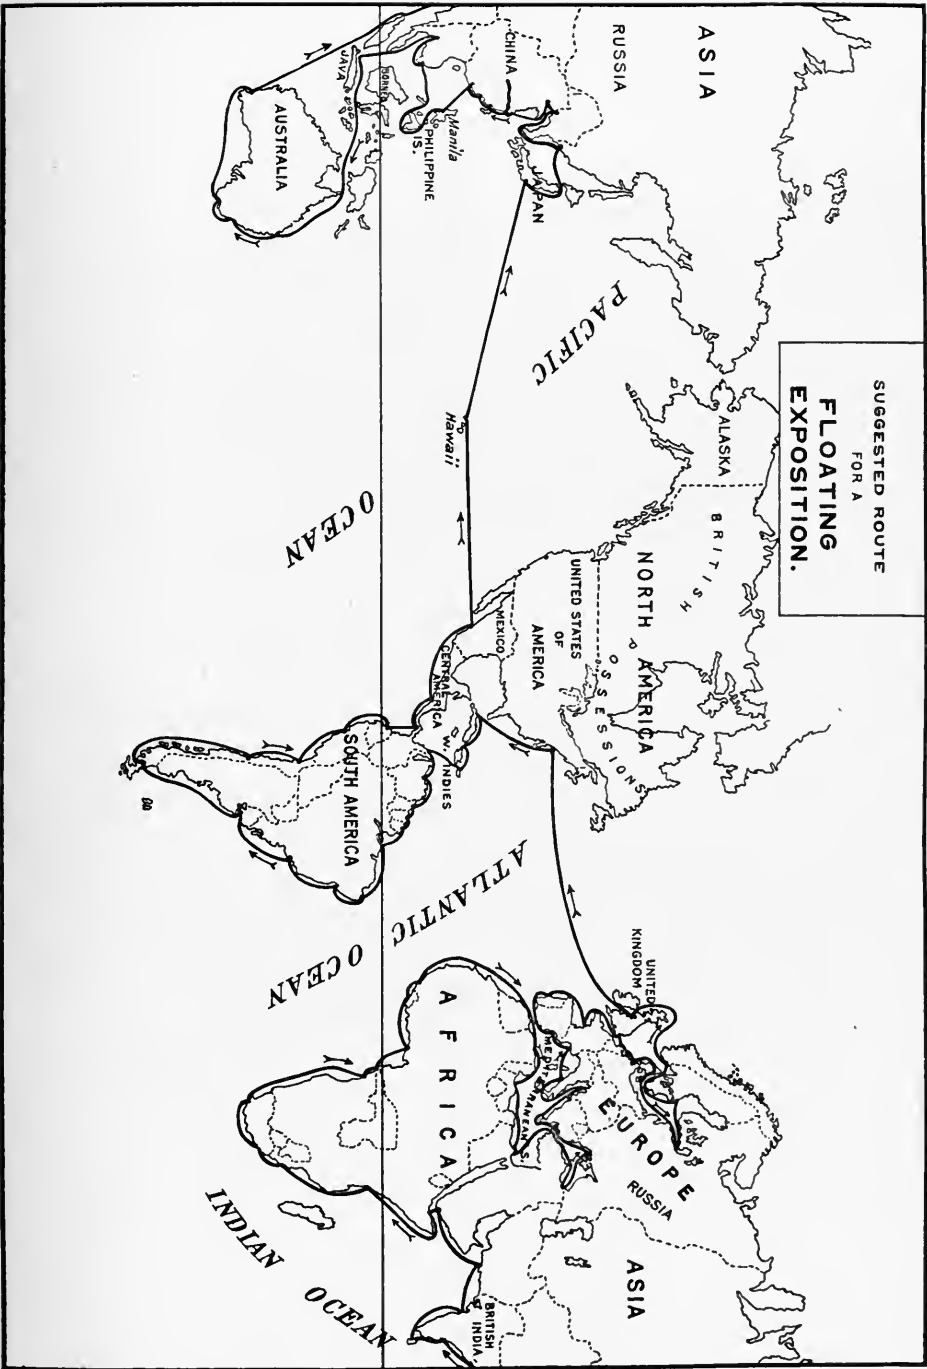 SUGGESTED ROUTE
FOR A
FLOATING
EXPOSITION.
ASIA
RUSSIA
CHINA
JAPAN
Manila
PHILIPPINE
IS.
BORNEO
JAVA
AUSTRALIA
PACIFIC
OCEAN
Hawaii
ALASKA
BRITISH
POSSESSIONS
NORTH AMERICA
UNITED STATES
OF
AMERICA
MEXICO
CENTRAL
AMERICA
W. INDIES
SOUTH AMERICA
ATLANTIC
OCEAN
UNITED
KINGDOM
EUROPE
RUSSIA
MEDITERRANEAN S.
AFRICA
ASIA
BRITISH
INDIA.
INDIAN
OCEAN